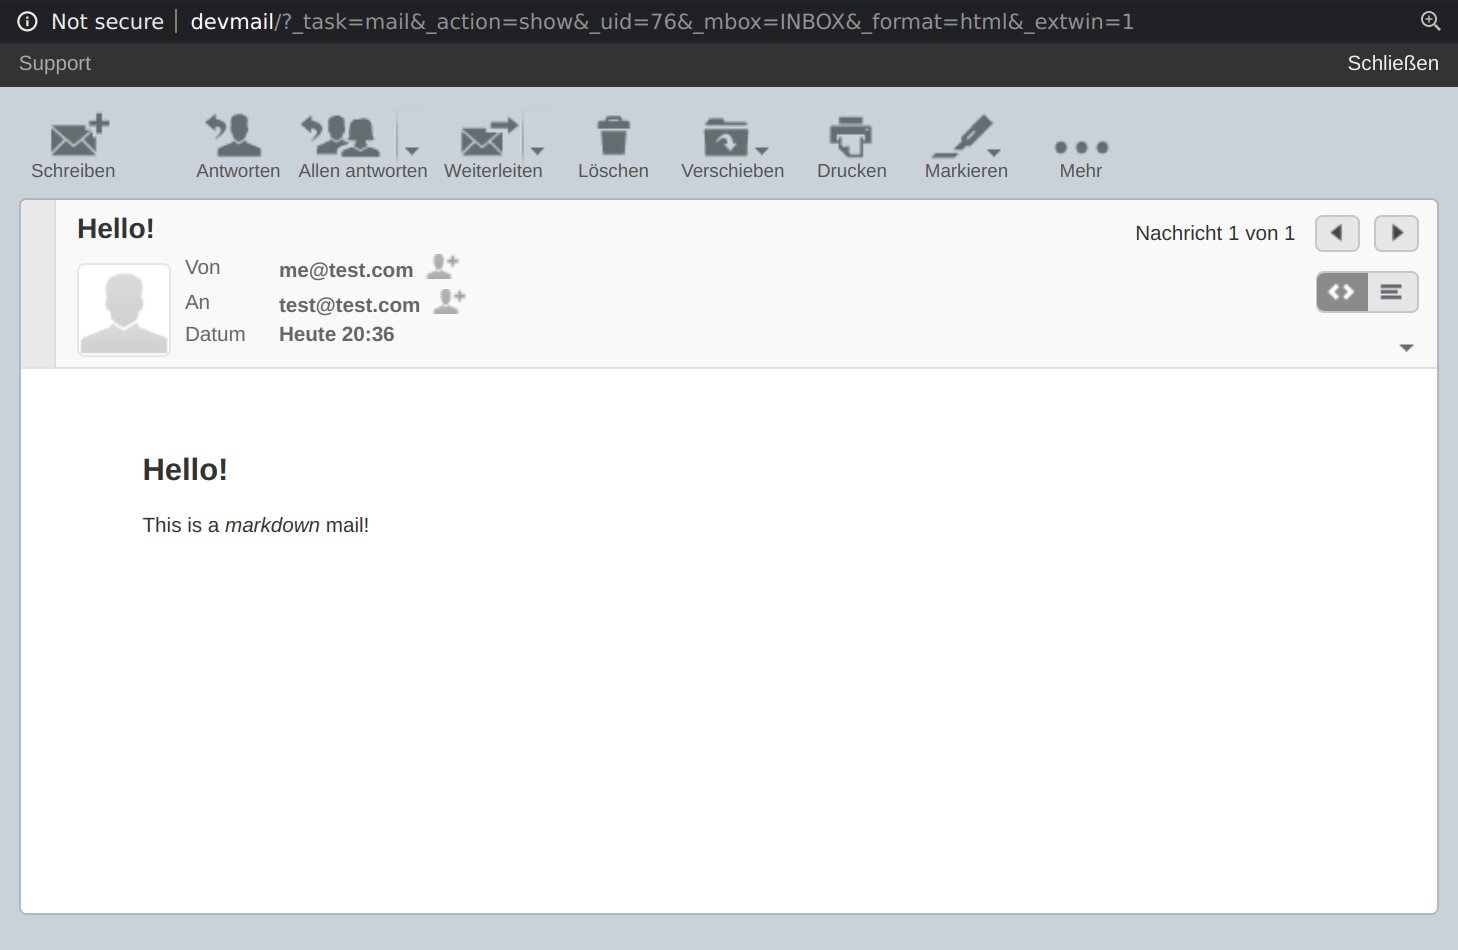 Not secure | devmail/?_task=mail&_action=show&_uid=76&_mbox=INBOX&_format=html&_extwin=1
Support Schließen
Schreiben Antworten Allen antworten Weiterleiten Löschen Verschieben Drucken Markieren Mehr
Hello!
Nachricht 1 von 1
Von me@test.com
An test@test.com
Datum Heute 20:36
Hello!
This is a markdown mail!